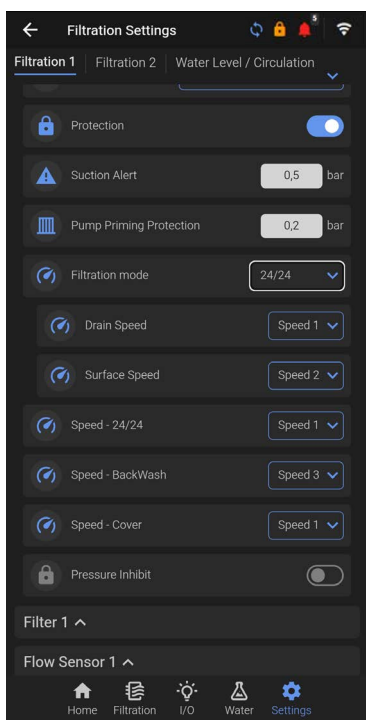 Filtration Settings
5
Filtration 1 Filtration 2 Water Level / Circulation
Protection
Suction Alert 0,5 bar
Pump Priming Protection 0,2 bar
Filtration mode 24/24
Drain Speed Speed 1
Surface Speed Speed 2
Speed - 24/24 Speed 1
Speed - BackWash Speed 3
Speed - Cover Speed 1
Pressure Inhibit
Filter 1
Flow Sensor 1
Home Filtration I/O Water Settings